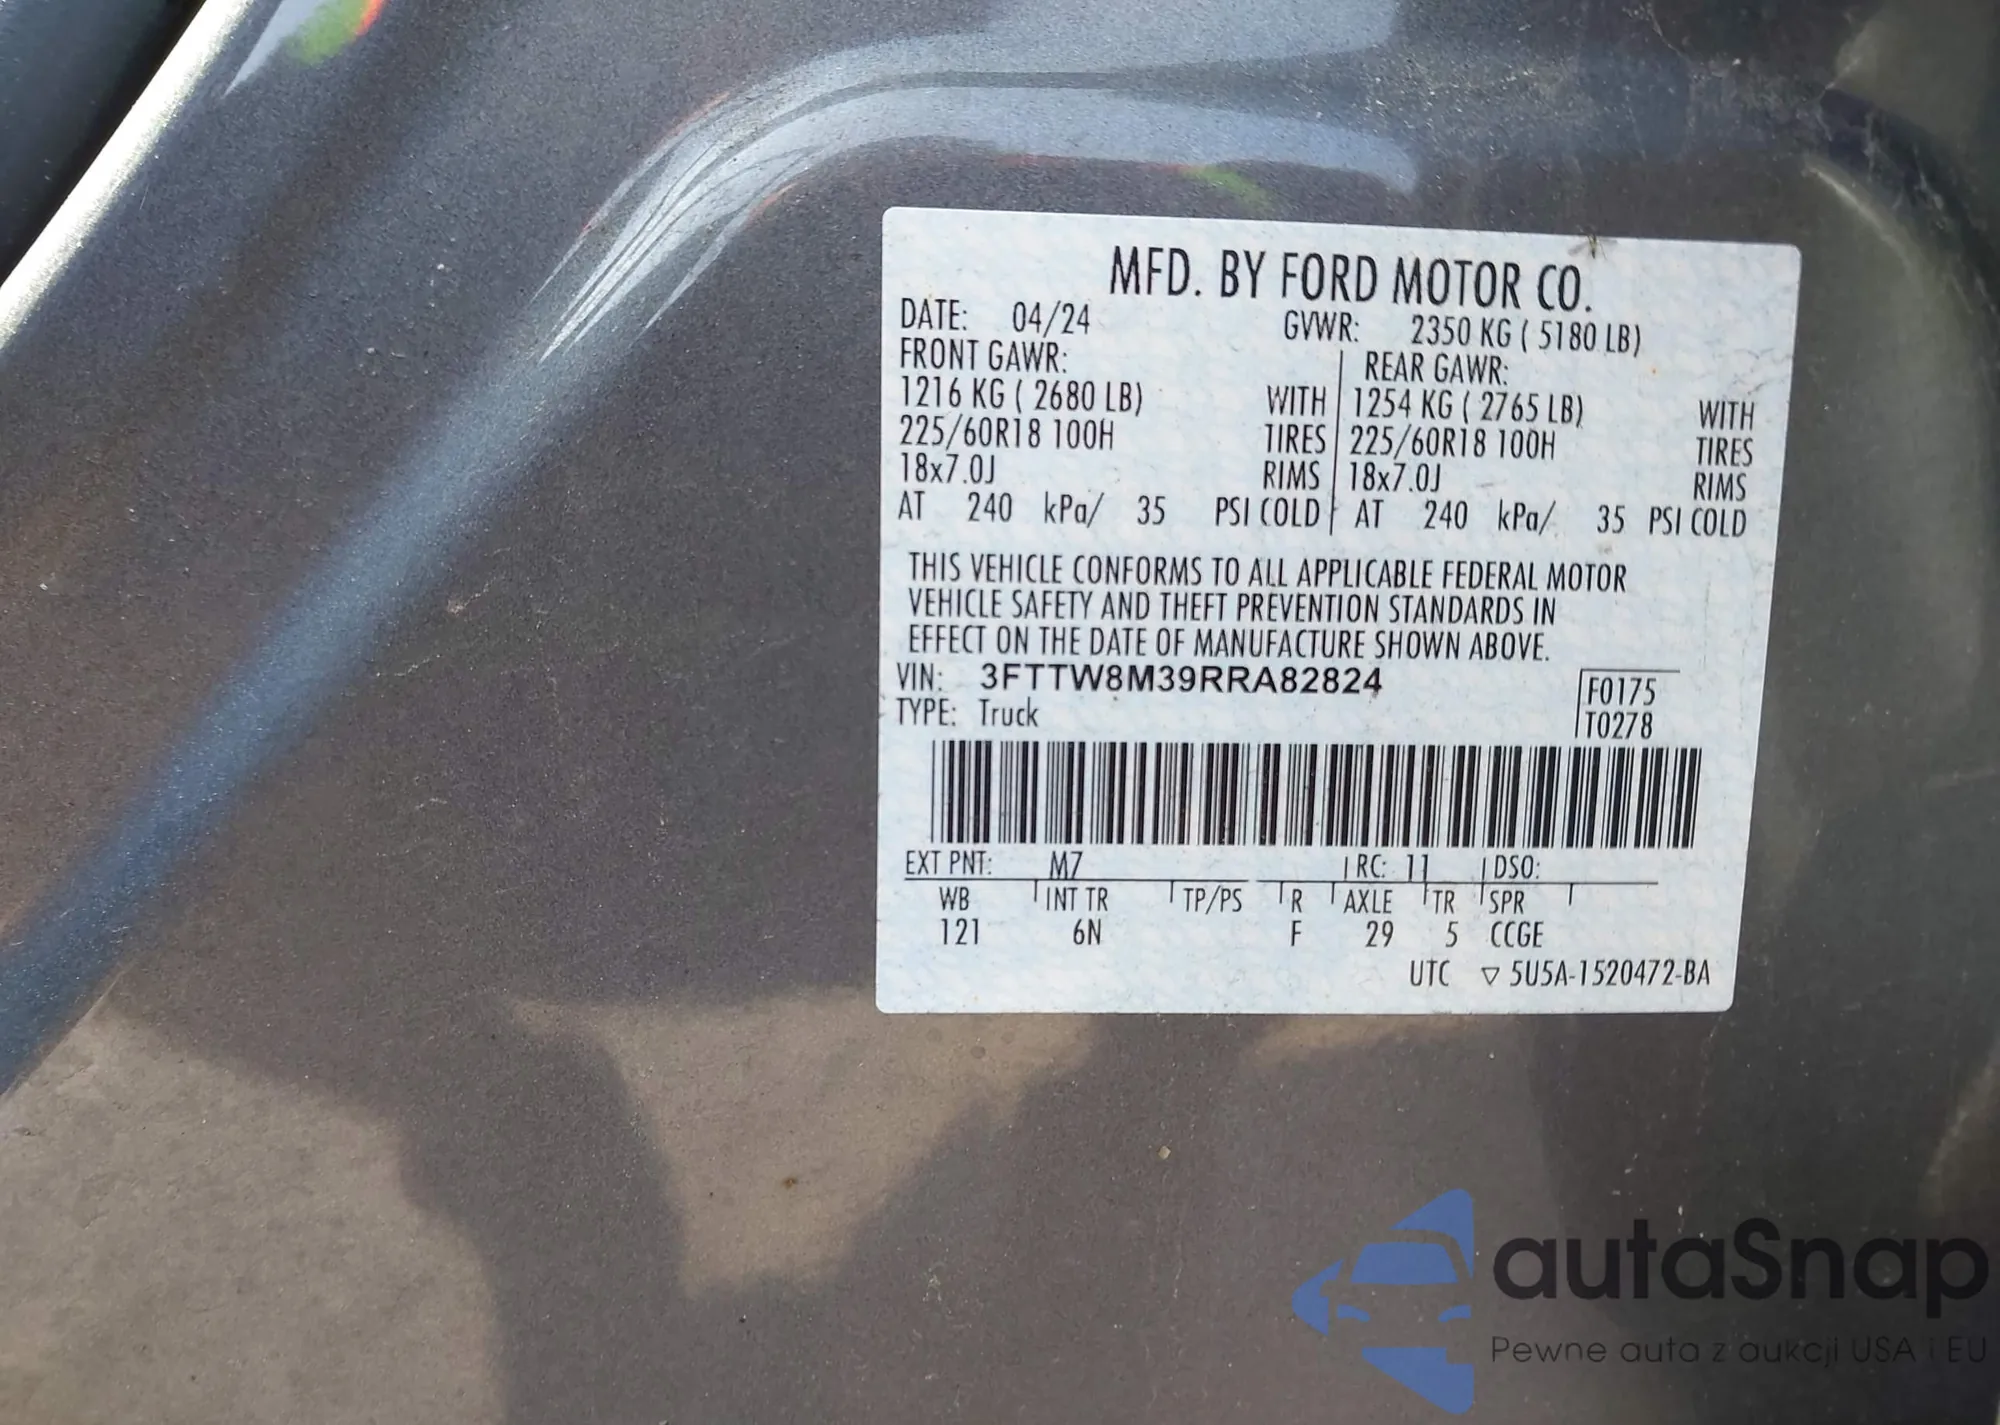 MFD. BY FORD MOTOR CO.
DATE: 04/24 GVWR: 2350 KG ( 5180 LB)
FRONT GAWR: REAR GAWR:
1216 KG ( 2680 LB) WITH 1254 KG ( 2765 LB) WITH
225/60R18 100H TIRES 225/60R18 100H TIRES
18x7.0J RIMS 18x7.0J RIMS
AT 240 kPa/ 35 PSI COLD AT 240 kPa/ 35 PSI COLD
THIS VEHICLE CONFORMS TO ALL APPLICABLE FEDERAL MOTOR
VEHICLE SAFETY AND THEFT PREVENTION STANDARDS IN
EFFECT ON THE DATE OF MANUFACTURE SHOWN ABOVE.
VIN: 3FTTW8M39RRA82824 F0175
TYPE: Truck T0278
EXT PNT: M7 RC: 11 DSO:
WB INT TR TP/PS R AXLE TR SPR
121 6N F 29 5 CCGE
UTC ▽ 5U5A-1520472-BA
autaSnap
Pewne auta z aukcji USA i EU